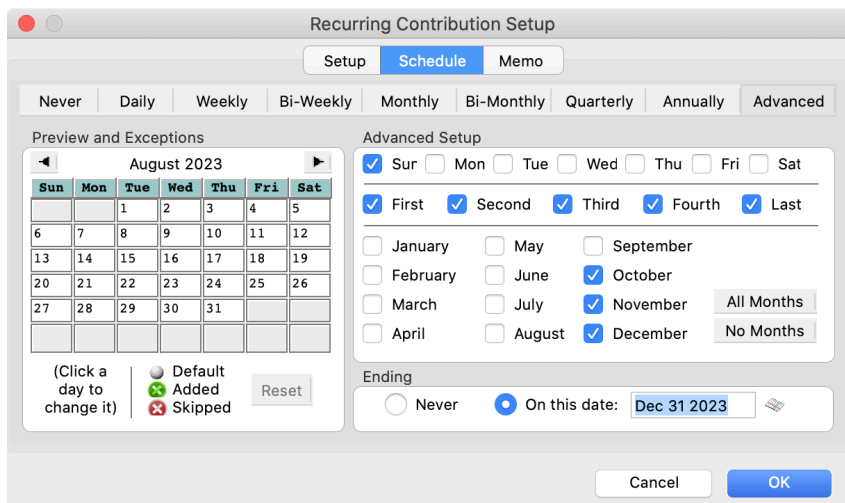 Recurring Contribution Setup
Setup Schedule Memo
Never Daily Weekly Bi-Weekly Monthly Bi-Monthly Quarterly Annually Advanced
Preview and Exceptions
August 2023
Sun Mon Tue Wed Thu Fri Sat
1 2 3 4 5
6 7 8 9 10 11 12
13 14 15 16 17 18 19
20 21 22 23 24 25 26
27 28 29 30 31
(Click a
day to
change it)
Default
Added
Skipped
Reset
Advanced Setup
Sun Mon Tue Wed Thu Fri Sat
First Second Third Fourth Last
January May September
February June October
March July November All Months
April August December No Months
Ending
Never On this date: Dec 31 2023
Cancel OK